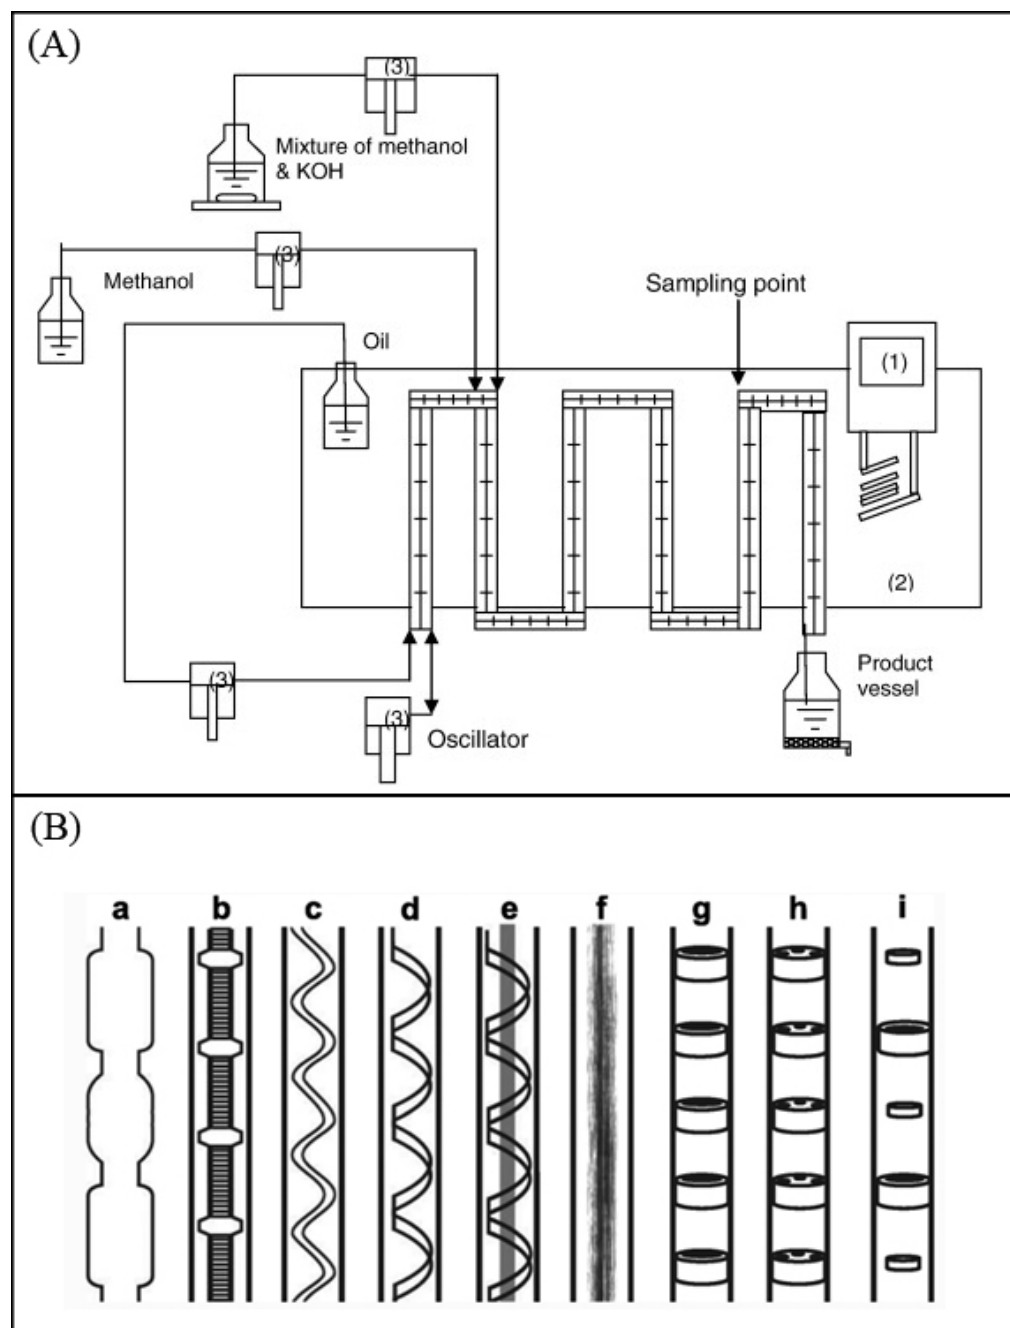 (A)
(3)
Mixture of methanol
& KOH
(3)
Methanol
Sampling point
Oil
(1)
(2)
(3)
Product
vessel
(3)
Oscillator
(B)
a b c d e f g h i